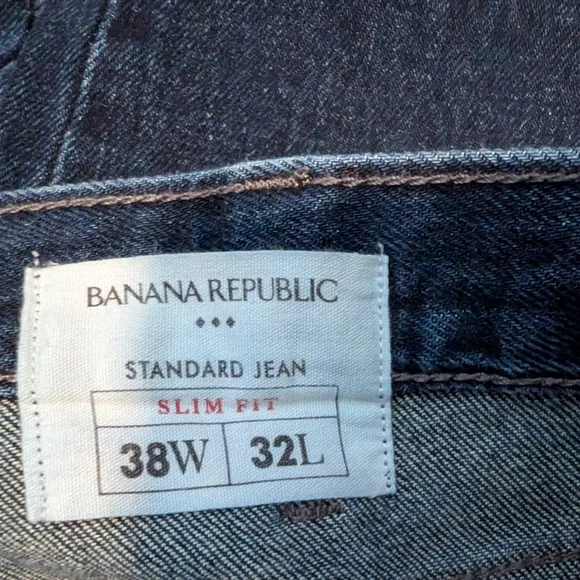 BANANA REPUBLIC
STANDARD JEAN
SLIM FIT
38W 32L